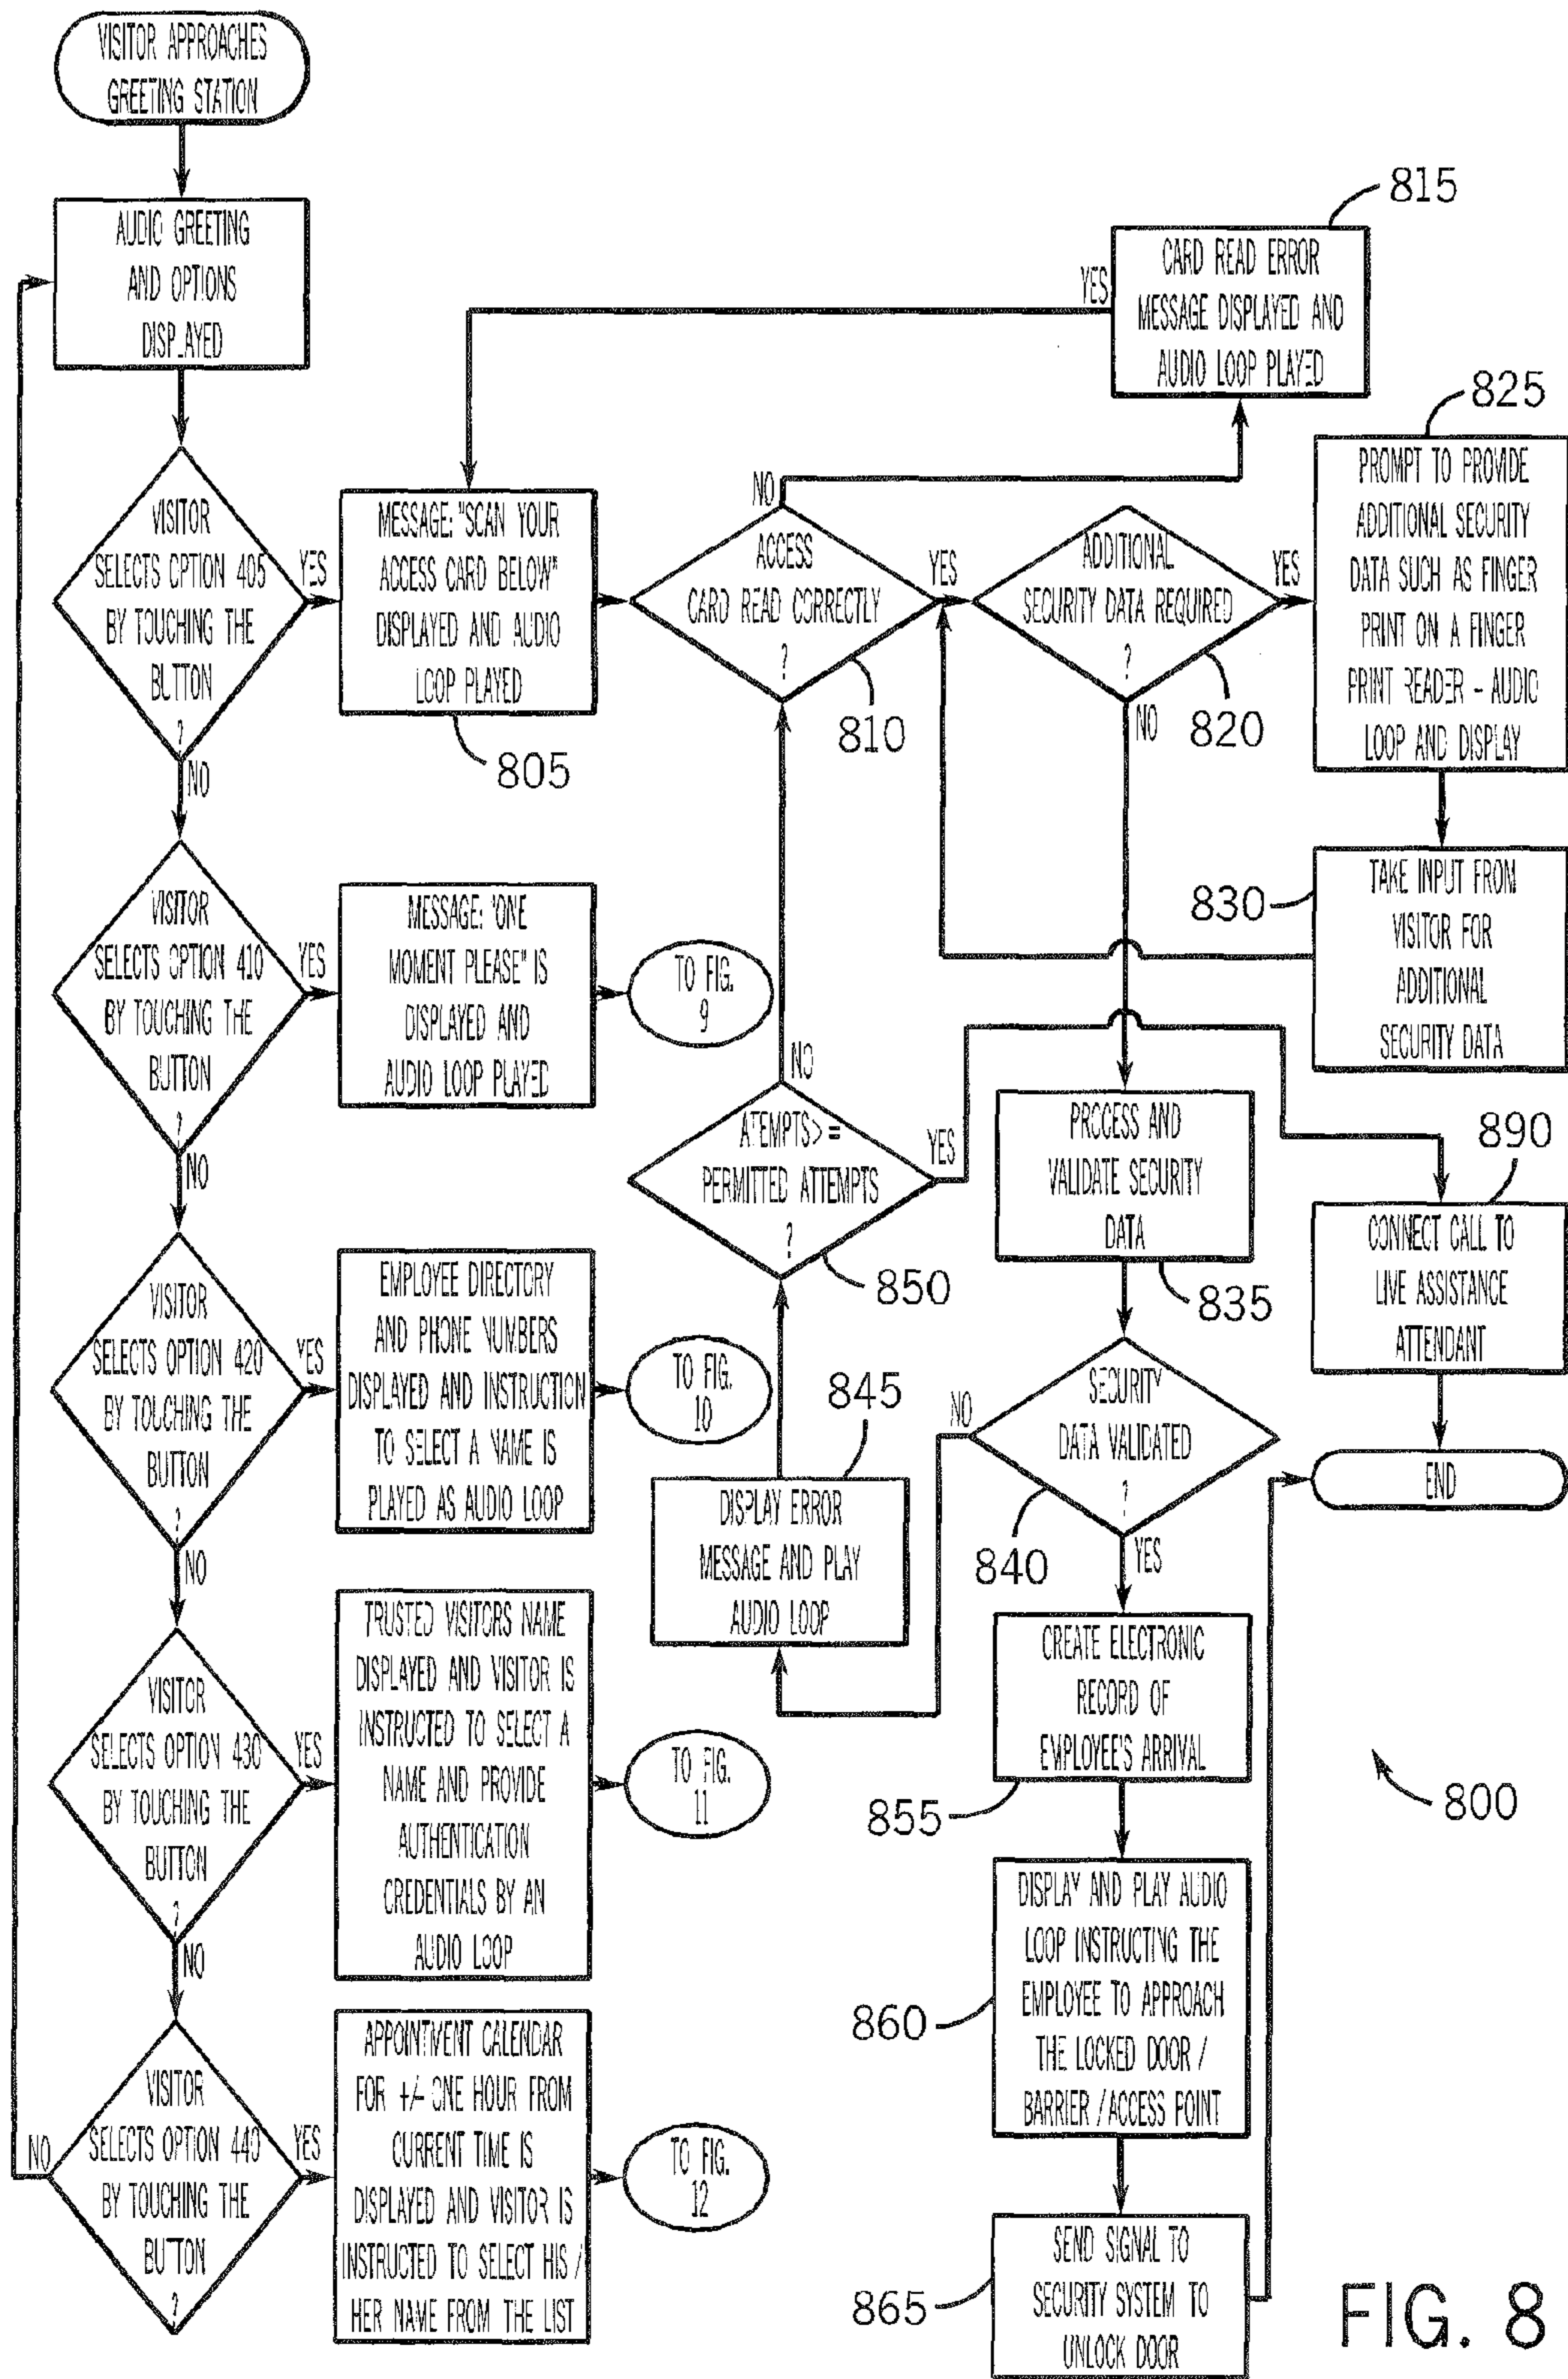 VISITOR APPROACHES
GREETING STATION
AUDIO GREETING
AND OPTIONS
DISPLAYED
VISITOR
SELECTS OPTION 405
BY TOUCHING THE
BUTTON
?
YES
NO
MESSAGE: "SCAN YOUR
ACCESS CARD BELOW"
DISPLAYED AND AUDIO
LOOP PLAYED
805
ACCESS
CARD READ CORRECTLY
?
NO
YES
810
CARD READ ERROR
MESSAGE DISPLAYED AND
AUDIO LOOP PLAYED
YES
815
ADDITIONAL
SECURITY DATA REQUIRED
?
YES
NO
820
PROMPT TO PROVIDE
ADDITIONAL SECURITY
DATA SUCH AS FINGER
PRINT ON A FINGER
PRINT READER - AUDIO
LOOP AND DISPLAY
825
TAKE INPUT FROM
VISITOR FOR
ADDITIONAL
SECURITY DATA
830
VISITOR
SELECTS OPTION 410
BY TOUCHING THE
BUTTON
?
YES
NO
MESSAGE: "ONE
MOMENT PLEASE" IS
DISPLAYED AND
AUDIO LOOP PLAYED
TO FIG.
9
ATEMPTS>=
PERMITTED ATTEMPTS
?
NO
YES
850
PROCESS AND
VALIDATE SECURITY
DATA
835
CONNECT CALL TO
LIVE ASSISTANCE
ATTENDANT
890
VISITOR
SELECTS OPTION 420
BY TOUCHING THE
BUTTON
?
YES
NO
EMPLOYEE DIRECTORY
AND PHONE NUMBERS
DISPLAYED AND INSTRUCTION
TO SELECT A NAME IS
PLAYED AS AUDIO LOOP
TO FIG.
10
DISPLAY ERROR
MESSAGE AND PLAY
AUDIO LOOP
845
SECURITY
DATA VALIDATED
?
NO
YES
840
END
VISITOR
SELECTS OPTION 430
BY TOUCHING THE
BUTTON
?
YES
NO
TRUSTED VISITORS NAME
DISPLAYED AND VISITOR IS
INSTRUCTED TO SELECT A
NAME AND PROVIDE
AUTHENTICATION
CREDENTIALS BY AN
AUDIO LOOP
TO FIG.
11
CREATE ELECTRONIC
RECORD OF
EMPLOYEE'S ARRIVAL
855
800
DISPLAY AND PLAY AUDIO
LOOP INSTRUCTING THE
EMPLOYEE TO APPROACH
THE LOCKED DOOR /
BARRIER /ACCESS POINT
860
VISITOR
SELECTS OPTION 440
BY TOUCHING THE
BUTTON
?
NO
YES
APPOINTMENT CALENDAR
FOR +/- ONE HOUR FROM
CURRENT TIME IS
DISPLAYED AND VISITOR IS
INSTRUCTED TO SELECT HIS /
HER NAME FROM THE LIST
TO FIG.
12
SEND SIGNAL TO
SECURITY SYSTEM TO
UNLOCK DOOR
865
FIG. 8